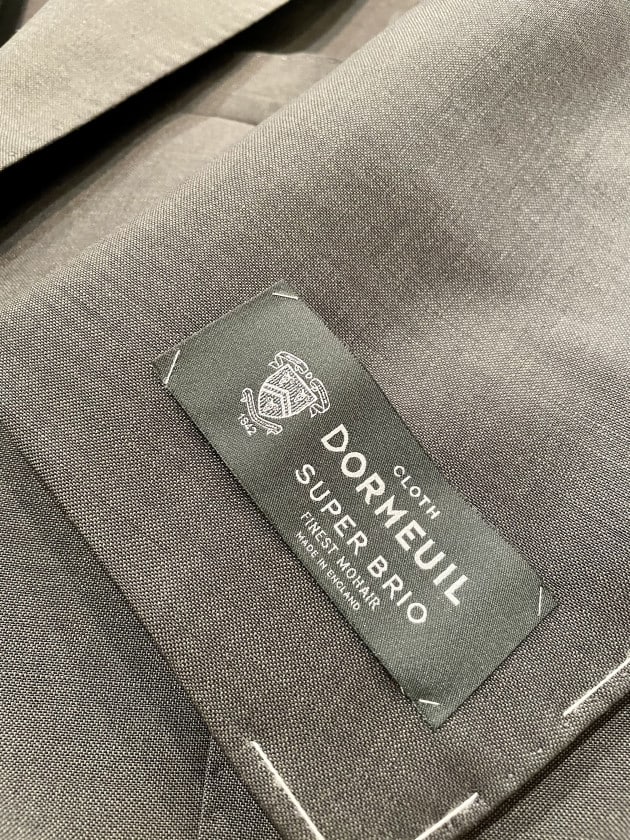 1842
CLOTH
DORMEUIL
SUPER BRIO
FINEST MOHAIR
MADE IN ENGLAND